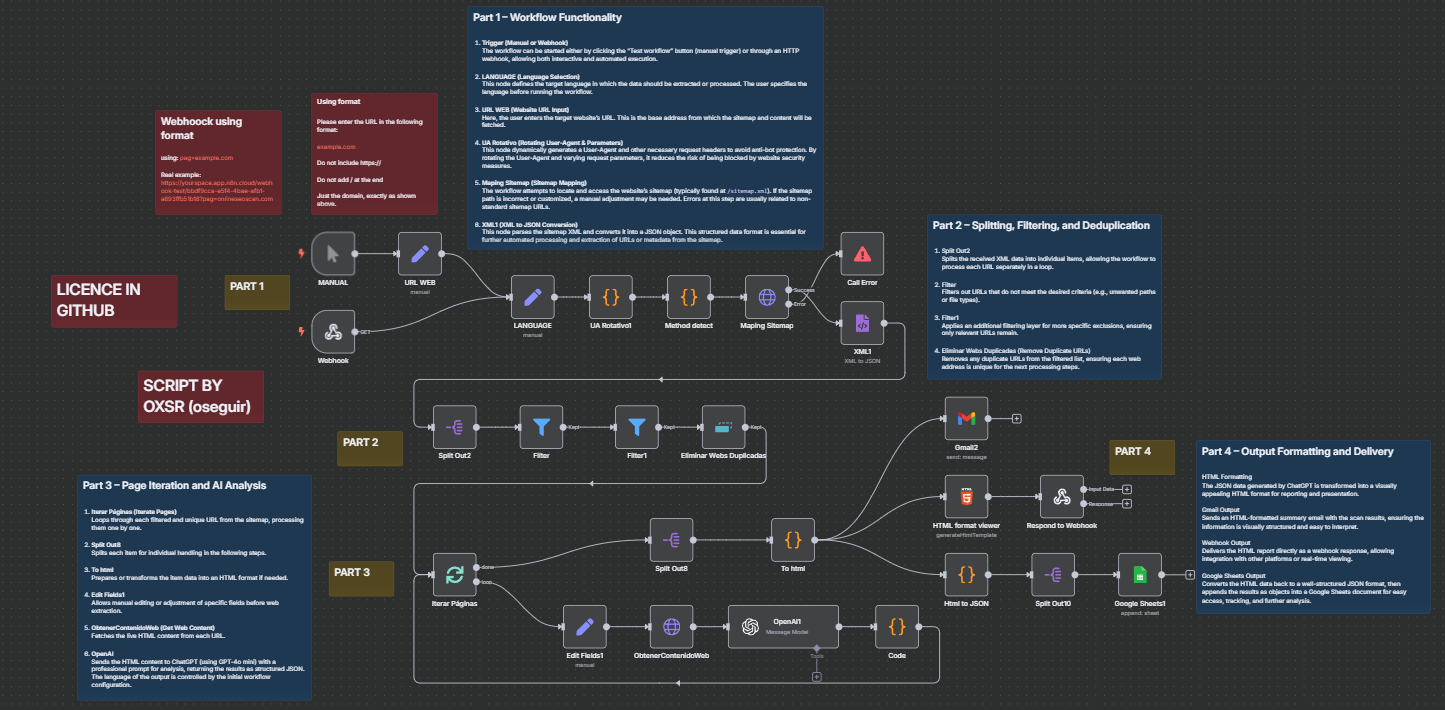 Part 1 – Workflow Functionality
1. Trigger (Manual or Webhook)
The workflow can be started either by clicking the "Test workflow" button (manual trigger) or through an HTTP
webhook, allowing both interactive and automated execution.
2. LANGUAGE (Language Selection)
This node defines the target language in which the data should be extracted or processed. The user specifies the
language before running the workflow.
3. URL WEB (Website URL Input)
Here, the user enters the target website's URL. This is the base address from which the sitemap and content will be
fetched.
4. UA Rotativo (Rotating User-Agent & Parameters)
This node dynamically generates a User-Agent and other necessary request headers to avoid anti-bot protection. By
rotating the User-Agent and varying request parameters, it reduces the risk of being blocked by website security
measures.
5. Maping Sitemap (Sitemap Mapping)
The workflow attempts to locate and access the website's sitemap (typically found at /sitemap.xml). If the sitemap
path is incorrect or customized, a manual adjustment may be needed. Errors at this step are usually related to non-
standard sitemap URLs.
6. XML1 (XML to JSON Conversion)
This node parses the sitemap XML and converts it into a JSON object. This structured data format is essential for
further automated processing and extraction of URLs or metadata from the sitemap.
Webhoock using
format
using: pag=example.com
Real example:
Using format
Please enter the URL in the following
format:
example.com
Do not include https://
Do not add / at the end
Just the domain, exactly as shown
above.
Part 2 – Splitting, Filtering, and Deduplication
1. Split Out2
Splits the received XML data into individual items, allowing the workflow to
process each URL separately in a loop.
2. Filter
Filters out URLs that do not meet the desired criteria (e.g., unwanted paths
or file types).
3. Filter1
Applies an additional filtering layer for more specific exclusions, ensuring
only relevant URLs remain.
4. Eliminar Webs Duplicadas (Remove Duplicate URLs)
Removes any duplicate URLs from the filtered list, ensuring each web
address is unique for the next processing steps.
LICENCE IN
GITHUB
PART 1
MANUAL
URL WEB
manual
Webhook
GET
LANGUAGE
manual
UA Rotativo1
Method detect
Maping Sitemap
Success
Error
Call Error
XML1
XML to JSON
SCRIPT BY
OXSR (oseguir)
PART 2
Split Out2
Filter
Kept
Filter1
Kept
Eliminar Webs Duplicadas
Kept
Gmail2
send: message
PART 4
HTML format viewer
generateHtmlTemplate
Respond to Webhook
Input Data
Response
Part 4 – Output Formatting and Delivery
HTML Formatting
The JSON data generated by ChatGPT is transformed into a visually
appealing HTML format for reporting and presentation.
Gmail Output
Sends an HTML-formatted summary email with the scan results, ensuring the
information is visually structured and easy to interpret.
Webhook Output
Delivers the HTML report directly as a webhook response, allowing
integration with other platforms or real-time viewing.
Google Sheets Output
Converts the HTML data back to a well-structured JSON format, then
appends the results as objects into a Google Sheets document for easy
access, tracking, and further analysis.
Part 3 – Page Iteration and AI Analysis
1. Iterar Páginas (Iterate Pages)
Loops through each filtered and unique URL from the sitemap, processing
them one by one.
2. Split Out8
Splits each item for individual handling in the following steps.
3. To html
Prepares or transforms the item data into an HTML format if needed.
4. Edit Fields1
Allows manual editing or adjustment of specific fields before web
extraction.
5. ObtenerContenidoWeb (Get Web Content)
Fetches the live HTML content from each URL.
6. OpenAI
Sends the HTML content to ChatGPT (using GPT-4o mini) with a
professional prompt for analysis, returning the results as structured JSON.
The language of the output is controlled by the initial workflow
configuration.
PART 3
Iterar Páginas
done
loop
Split Out8
To html
Html to JSON
Split Out10
Google Sheets1
append: sheet
Edit Fields1
manual
ObtenerContenidoWeb
OpenAI1
Message Model
Tools
Code